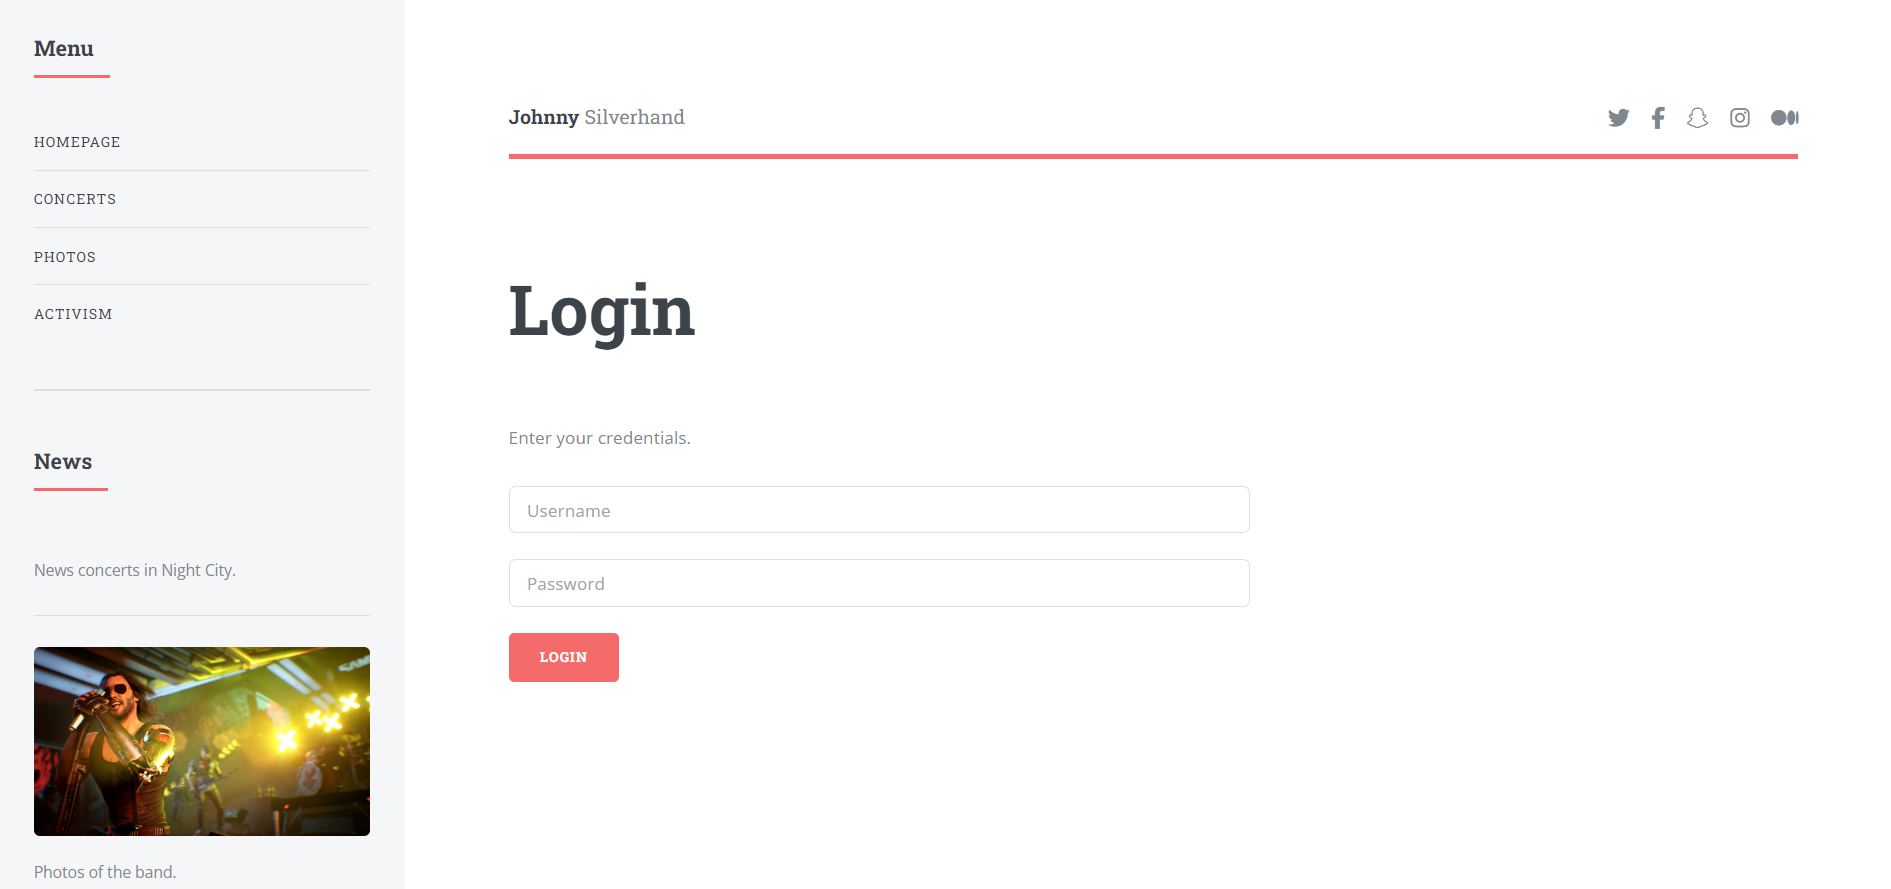 Menu
HOMEPAGE
CONCERTS
PHOTOS
ACTIVISM
News
News concerts in Night City.
Photos of the band.
Johnny Silverhand
Login
Enter your credentials.
Username
Password
LOGIN